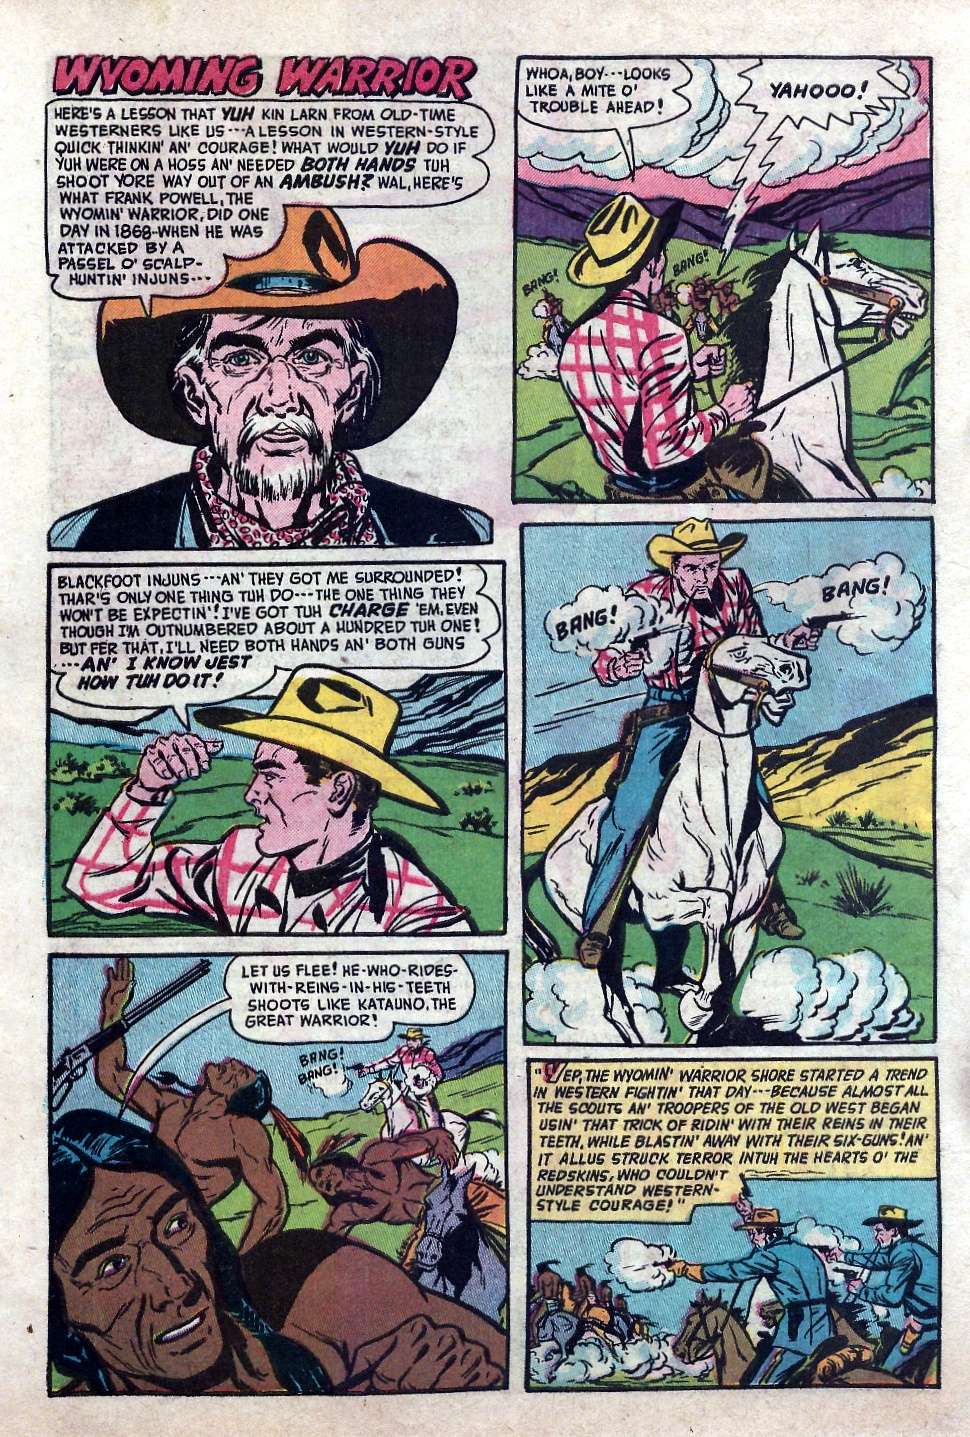 WYOMING WARRIOR
HERE'S A LESSON THAT YUH KIN LARN FROM OLD-TIME
WESTERNERS LIKE US---A LESSON IN WESTERN-STYLE
QUICK THINKIN' AN' COURAGE! WHAT WOULD YUH DO IF
YUH WERE ON A HOSS AN' NEEDED BOTH HANDS TUH
SHOOT YORE WAY OUT OF AN AMBUSH? WAL, HERE'S
WHAT FRANK POWELL, THE
WYOMIN' WARRIOR, DID ONE
DAY IN 1868--WHEN HE WAS
ATTACKED BY A
PASSEL O' SCALP-
HUNTIN' INJUNS---
WHOA, BOY---LOOKS
LIKE A MITE O'
TROUBLE AHEAD!
YAHOOO!
BANG!
BANG!
BLACKFOOT INJUNS---AN' THEY GOT ME SURROUNDED!
THAR'S ONLY ONE THING TUH DO---THE ONE THING THEY
WON'T BE EXPECTIN'! I'VE GOT TUH CHARGE 'EM, EVEN
THOUGH I'M OUTNUMBERED ABOUT A HUNDRED TUH ONE!
BUT FER THAT, I'LL NEED BOTH HANDS AN' BOTH GUNS
---AN' I KNOW JEST
HOW TUH DO IT!
BANG!
BANG!
LET US FLEE! HE-WHO-RIDES-
WITH-REINS-IN-HIS-TEETH
SHOOTS LIKE KATAUNO, THE
GREAT WARRIOR!
BANG!
BANG!
"YEP, THE WYOMIN' WARRIOR SHORE STARTED A TREND
IN WESTERN FIGHTIN' THAT DAY---BECAUSE ALMOST ALL
THE SCOUTS AN' TROOPERS OF THE OLD WEST BEGAN
USIN' THAT TRICK OF RIDIN' WITH THEIR REINS IN THEIR
TEETH, WHILE BLASTIN' AWAY WITH THEIR SIX-GUNS! AN'
IT ALLUS STRUCK TERROR INTUH THE HEARTS O' THE
REDSKINS, WHO COULDN'T
UNDERSTAND WESTERN-
STYLE COURAGE!"